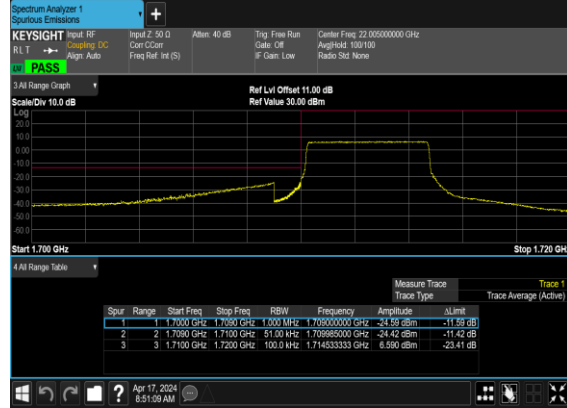 Spectrum Analyzer 1
Spurious Emissions
+
KEYSIGHT Input: RF Input Z: 50 Ω Atten: 40 dB Trig: Free Run Center Freq: 22.005000000 GHz
RLT Coupling: DC Corr CCorr Gate: Off Avg|Hold: 100/100
Align: Auto Freq Ref: Int (S) IF Gain: Low Radio Std: None
LW PASS
3 All Range Graph
Ref Lvl Offset 11.00 dB
Scale/Div 10.0 dB Ref Value 30.00 dBm
Log
20.0
10.0
0.00
-10.0
-20.0
-30.0
-40.0
-50.0
-60.0
Start 1.700 GHz Stop 1.720 GH
4 All Range Table
Measure Trace Trace 1
Trace Type Trace Average (Active)
Spur Range Start Freq Stop Freq RBW Frequency Amplitude ΔLimit
1 1 1.7000 GHz 1.7090 GHz 1.000 MHz 1.709000000 GHz -24.59 dBm -11.59 dB
2 2 1.7090 GHz 1.7100 GHz 51.00 kHz 1.709985000 GHz -24.42 dBm -11.42 dB
3 3 1.7100 GHz 1.7200 GHz 100.0 kHz 1.714533333 GHz 6.590 dBm -23.41 dB
? Apr 17, 2024
8:51:09 AM